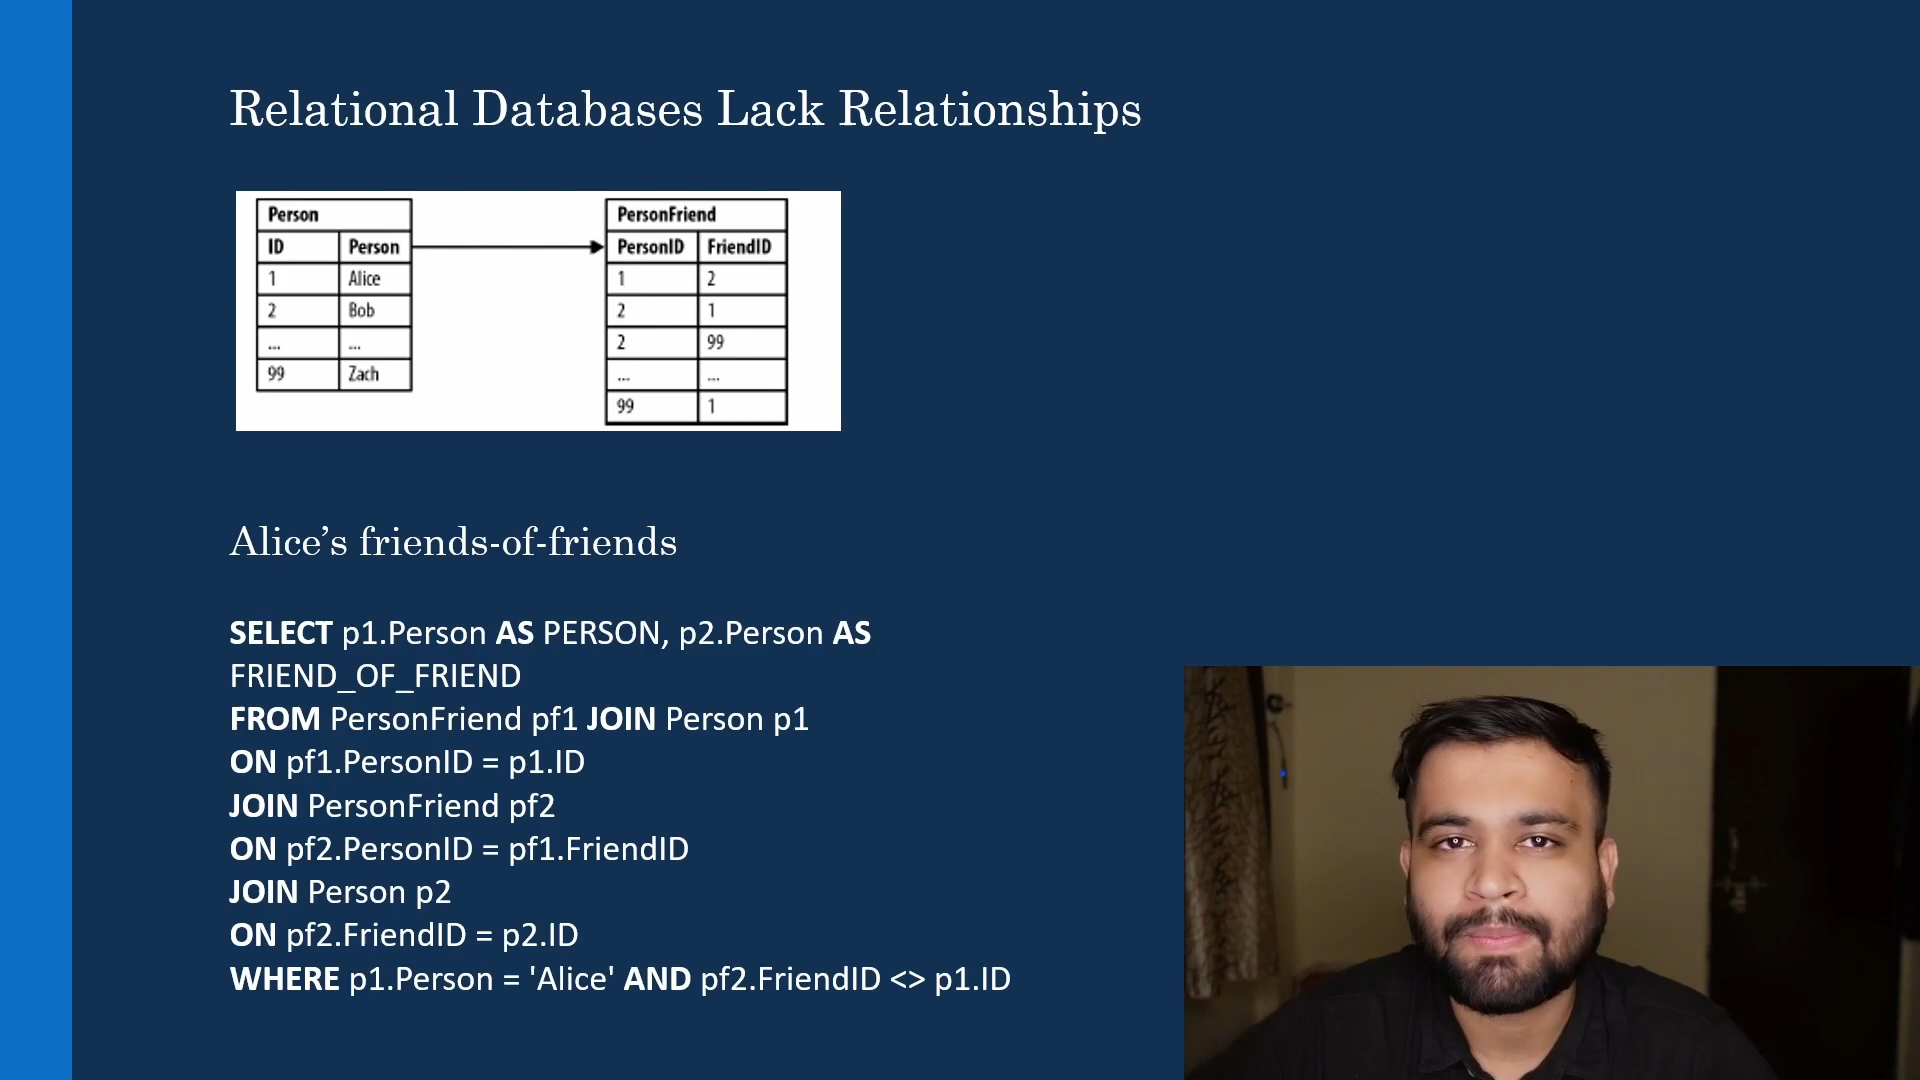 Relational Databases Lack Relationships
Person
ID Person
1 Alice
2 Bob
... ...
99 Zach
PersonFriend
PersonID FriendID
1 2
2 1
2 99
... ...
99 1
Alice’s friends-of-friends
SELECT p1.Person AS PERSON, p2.Person AS
FRIEND_OF_FRIEND
FROM PersonFriend pf1 JOIN Person p1
ON pf1.PersonID = p1.ID
JOIN PersonFriend pf2
ON pf2.PersonID = pf1.FriendID
JOIN Person p2
ON pf2.FriendID = p2.ID
WHERE p1.Person = 'Alice' AND pf2.FriendID <> p1.ID